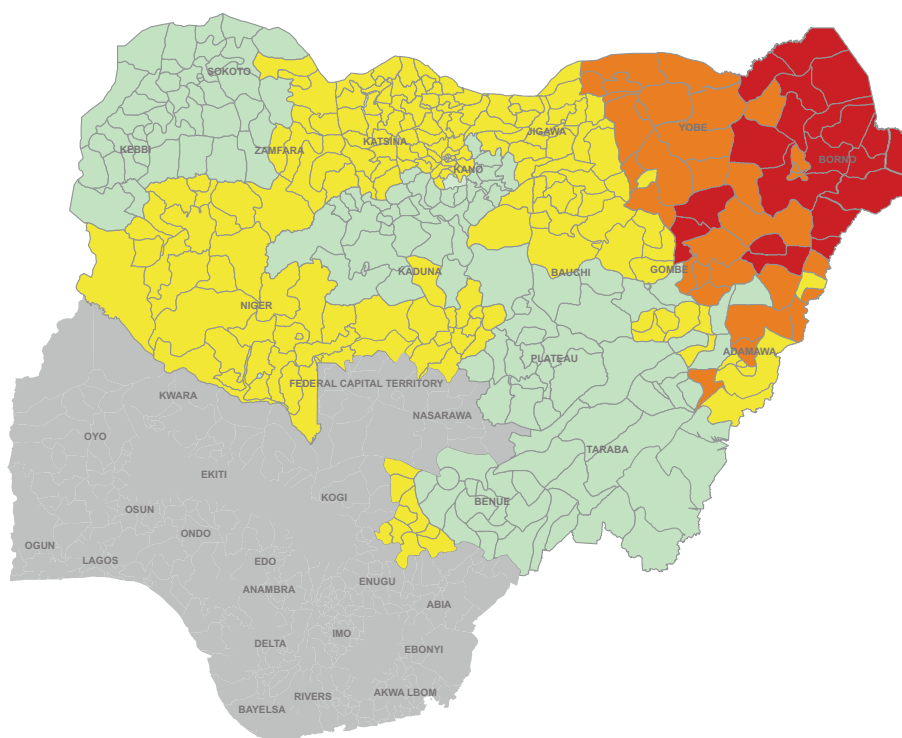 SOKOTO
YOBE
JIGAWA
KATSINA
KEBBI
ZAMFARA
BORNO
KANO
GOMBE
KADUNA
BAUCHI
NIGER
ADAMAWA
PLATEAU
FEDERAL CAPITAL TERRITORY
KWARA
NASARAWA
OYO
TARABA
EKITI
KOGI
BENUE
OSUN
ONDO
OGUN
LAGOS
EDO
ENUGU
ANAMBRA
ABIA
IMO
DELTA
EBONYI
AKWA LBOM
RIVERS
BAYELSA